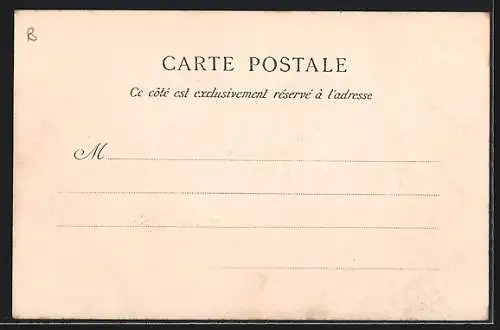 B
CARTE POSTALE
Ce côté est exclusivement réservé à l'adresse
M